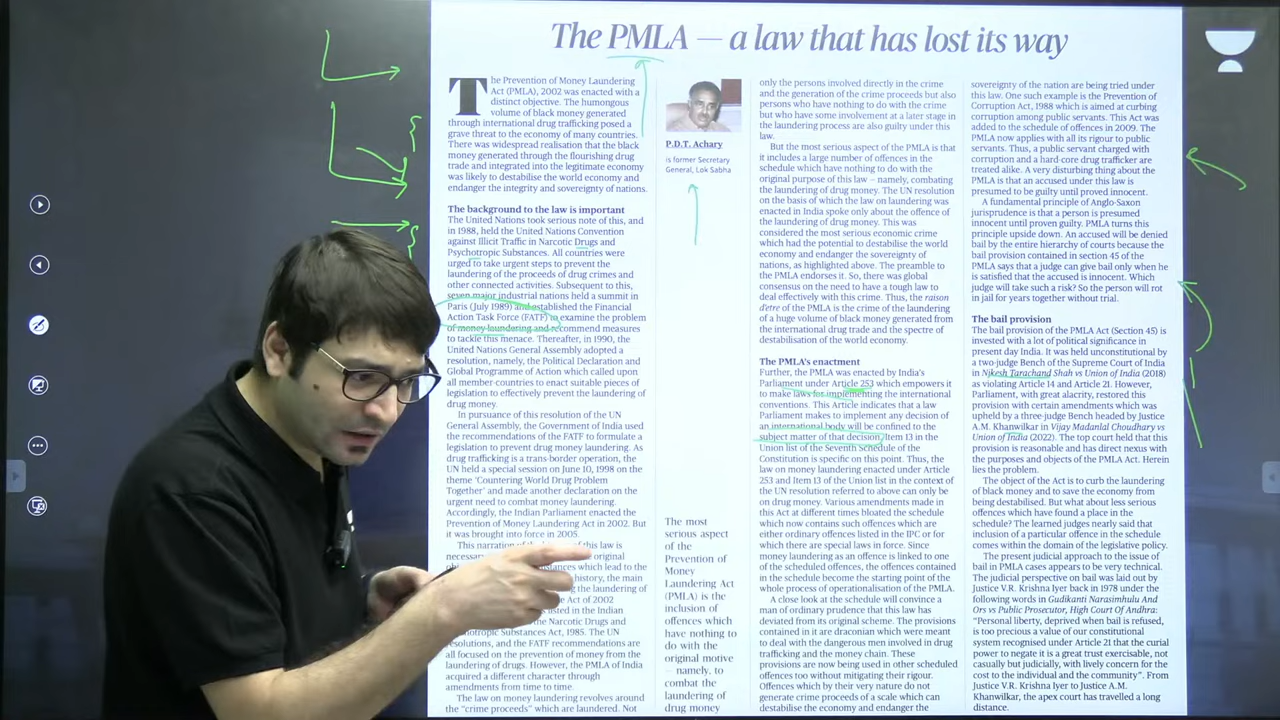 The PMLA — a law that has lost its way
The Prevention of Money Laundering
Act (PMLA), 2002 was enacted with a
distinct objective. The humongous
volume of black money generated
through international drug trafficking posed a
grave threat to the economy of many countries.
There was widespread realisation that the black
money generated through the flourishing drug
trade and integrated into the legitimate economy
was likely to destabilise the world economy and
endanger the integrity and sovereignty of nations.
The background to the law is important
The United Nations took serious note of this, and
in 1988, held the United Nations Convention
against Illicit Traffic in Narcotic Drugs and
Psychotropic Substances. All countries were
urged to take urgent steps to prevent the
laundering of the proceeds of drug crimes and
other connected activities. Subsequent to this,
seven major industrial nations held a summit in
Paris (July 1989) and established the Financial
Action Task Force (FATF) to examine the problem
of money laundering and recommend measures
to tackle this menace. Thereafter, in 1990, the
United Nations General Assembly adopted a
resolution, namely, the Political Declaration and
Global Programme of Action which called upon
all member-countries to enact suitable pieces of
legislation to effectively prevent the laundering of
drug money.
In pursuance of this resolution of the UN
General Assembly, the Government of India used
the recommendations of the FATF to formulate a
legislation to prevent drug money laundering. As
drug trafficking is a trans-border operation, the
UN held a special session on June 10, 1998 on the
theme ‘Countering World Drug Problem
Together’ and made another declaration on the
urgent need to combat money laundering.
Accordingly, the Indian Parliament enacted the
Prevention of Money Laundering Act in 2002. But
it was brought into force in 2005.
This narration of the of this law is
necessary original
which lead to the
history, the main
the laundering of
Act of 2002
listed in the Indian
the Narcotic Drugs and
Substances Act, 1985. The UN
resolutions, and the FATF recommendations are
all focused on the prevention of money from the
laundering of drugs. However, the PMLA of India
acquired a different character through
amendments from time to time.
The law on money laundering revolves around
the “crime proceeds” which are laundered. Not
P.D.T. Achary
is former Secretary
General, Lok Sabha
The most
serious aspect
of the
Prevention of
Money
Laundering Act
(PMLA) is the
inclusion of
offences which
have nothing to
do with the
original motive
– namely, to
combat the
laundering of
drug money
only the persons involved directly in the crime
and the generation of the crime proceeds but also
persons who have nothing to do with the crime
but who have some involvement at a later stage in
the laundering process are also guilty under this
law.
But the most serious aspect of the PMLA is that
it includes a large number of offences in the
schedule which have nothing to do with the
original purpose of this law – namely, combating
the laundering of drug money. The UN resolution
on the basis of which the law on laundering was
enacted in India spoke only about the offence of
the laundering of drug money. This was
considered the most serious economic crime
which had the potential to destabilise the world
economy and endanger the sovereignty of
nations, as highlighted above. The preamble to
the PMLA endorses it. So, there was global
consensus on the need to have a tough law to
deal effectively with this crime. Thus, the raison
d’etre of the PMLA is the crime of the laundering
of a huge volume of black money generated from
the international drug trade and the spectre of
destabilisation of the world economy.
The PMLA’s enactment
Further, the PMLA was enacted by India’s
Parliament under Article 253 which empowers it
to make laws for implementing the international
conventions. This Article indicates that a law
Parliament makes to implement any decision of
an international body will be confined to the
subject matter of that decision. Item 13 in the
Union list of the Seventh Schedule of the
Constitution is specific on this point. Thus, the
law on money laundering enacted under Article
253 and Item 13 of the Union list in the context of
the UN resolution referred to above can only be
on drug money. Various amendments made in
this Act at different times bloated the schedule
which now contains such offences which are
either ordinary offences listed in the IPC or for
which there are special laws in force. Since
money laundering as an offence is linked to one
of the scheduled offences, the offences contained
in the schedule become the starting point of the
whole process of operationalisation of the PMLA.
A close look at the schedule will convince a
man of ordinary prudence that this law has
deviated from its original scheme. The provisions
contained in it are draconian which were meant
to deal with the dangerous men involved in drug
trafficking and the money chain. These
provisions are now being used in other scheduled
offences too without mitigating their rigour.
Offences which by their very nature do not
generate crime proceeds of a scale which can
destabilise the economy and endanger the
sovereignty of the nation are being tried under
this law. One such example is the Prevention of
Corruption Act, 1988 which is aimed at curbing
corruption among public servants. This Act was
added to the schedule of offences in 2009. The
PMLA now applies with all its rigour to public
servants. Thus, a public servant charged with
corruption and a hard-core drug trafficker are
treated alike. A very disturbing thing about the
PMLA is that an accused under this law is
presumed to be guilty until proved innocent.
A fundamental principle of Anglo-Saxon
jurisprudence is that a person is presumed
innocent until proven guilty. PMLA turns this
principle upside down. An accused will be denied
bail by the entire hierarchy of courts because the
bail provision contained in section 45 of the
PMLA says that a judge can give bail only when he
is satisfied that the accused is innocent. Which
judge will take such a risk? So the person will rot
in jail for years together without trial.
The bail provision
The bail provision of the PMLA Act (Section 45) is
invested with a lot of political significance in
present day India. It was held unconstitutional by
a two-judge Bench of the Supreme Court of India
in Nikesh Tarachand Shah vs Union of India (2018)
as violating Article 14 and Article 21. However,
Parliament, with great alacrity, restored this
provision with certain amendments which was
upheld by a three-judge Bench headed by Justice
A.M. Khanwilkar in Vijay Madanlal Choudhary vs
Union of India (2022). The top court held that this
provision is reasonable and has direct nexus with
the purposes and objects of the PMLA Act. Herein
lies the problem.
The object of the Act is to curb the laundering
of black money and to save the economy from
being destabilised. But what about less serious
offences which have found a place in the
schedule? The learned judges nearly said that
inclusion of a particular offence in the schedule
comes within the domain of the legislative policy.
The present judicial approach to the issue of
bail in PMLA cases appears to be very technical.
The judicial perspective on bail was laid out by
Justice V.R. Krishna Iyer back in 1978 under the
following words in Gudikanti Narasimhulu And
Ors vs Public Prosecutor, High Court Of Andhra:
“Personal liberty, deprived when bail is refused,
is too precious a value of our constitutional
system recognised under Article 21 that the curial
power to negate it is a great trust exercisable, not
casually but judicially, with lively concern for the
cost to the individual and the community”. From
Justice V.R. Krishna Iyer to Justice A.M.
Khanwilkar, the apex court has travelled a long
distance.